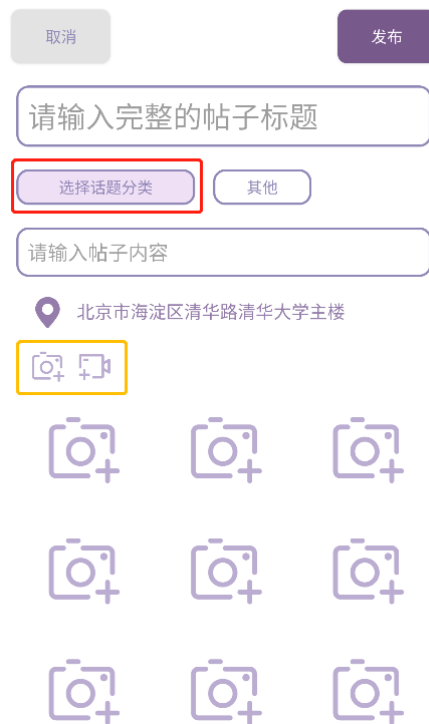 取消
发布
请输入完整的帖子标题
选择话题分类
其他
请输入帖子内容
北京市海淀区清华路清华大学主楼